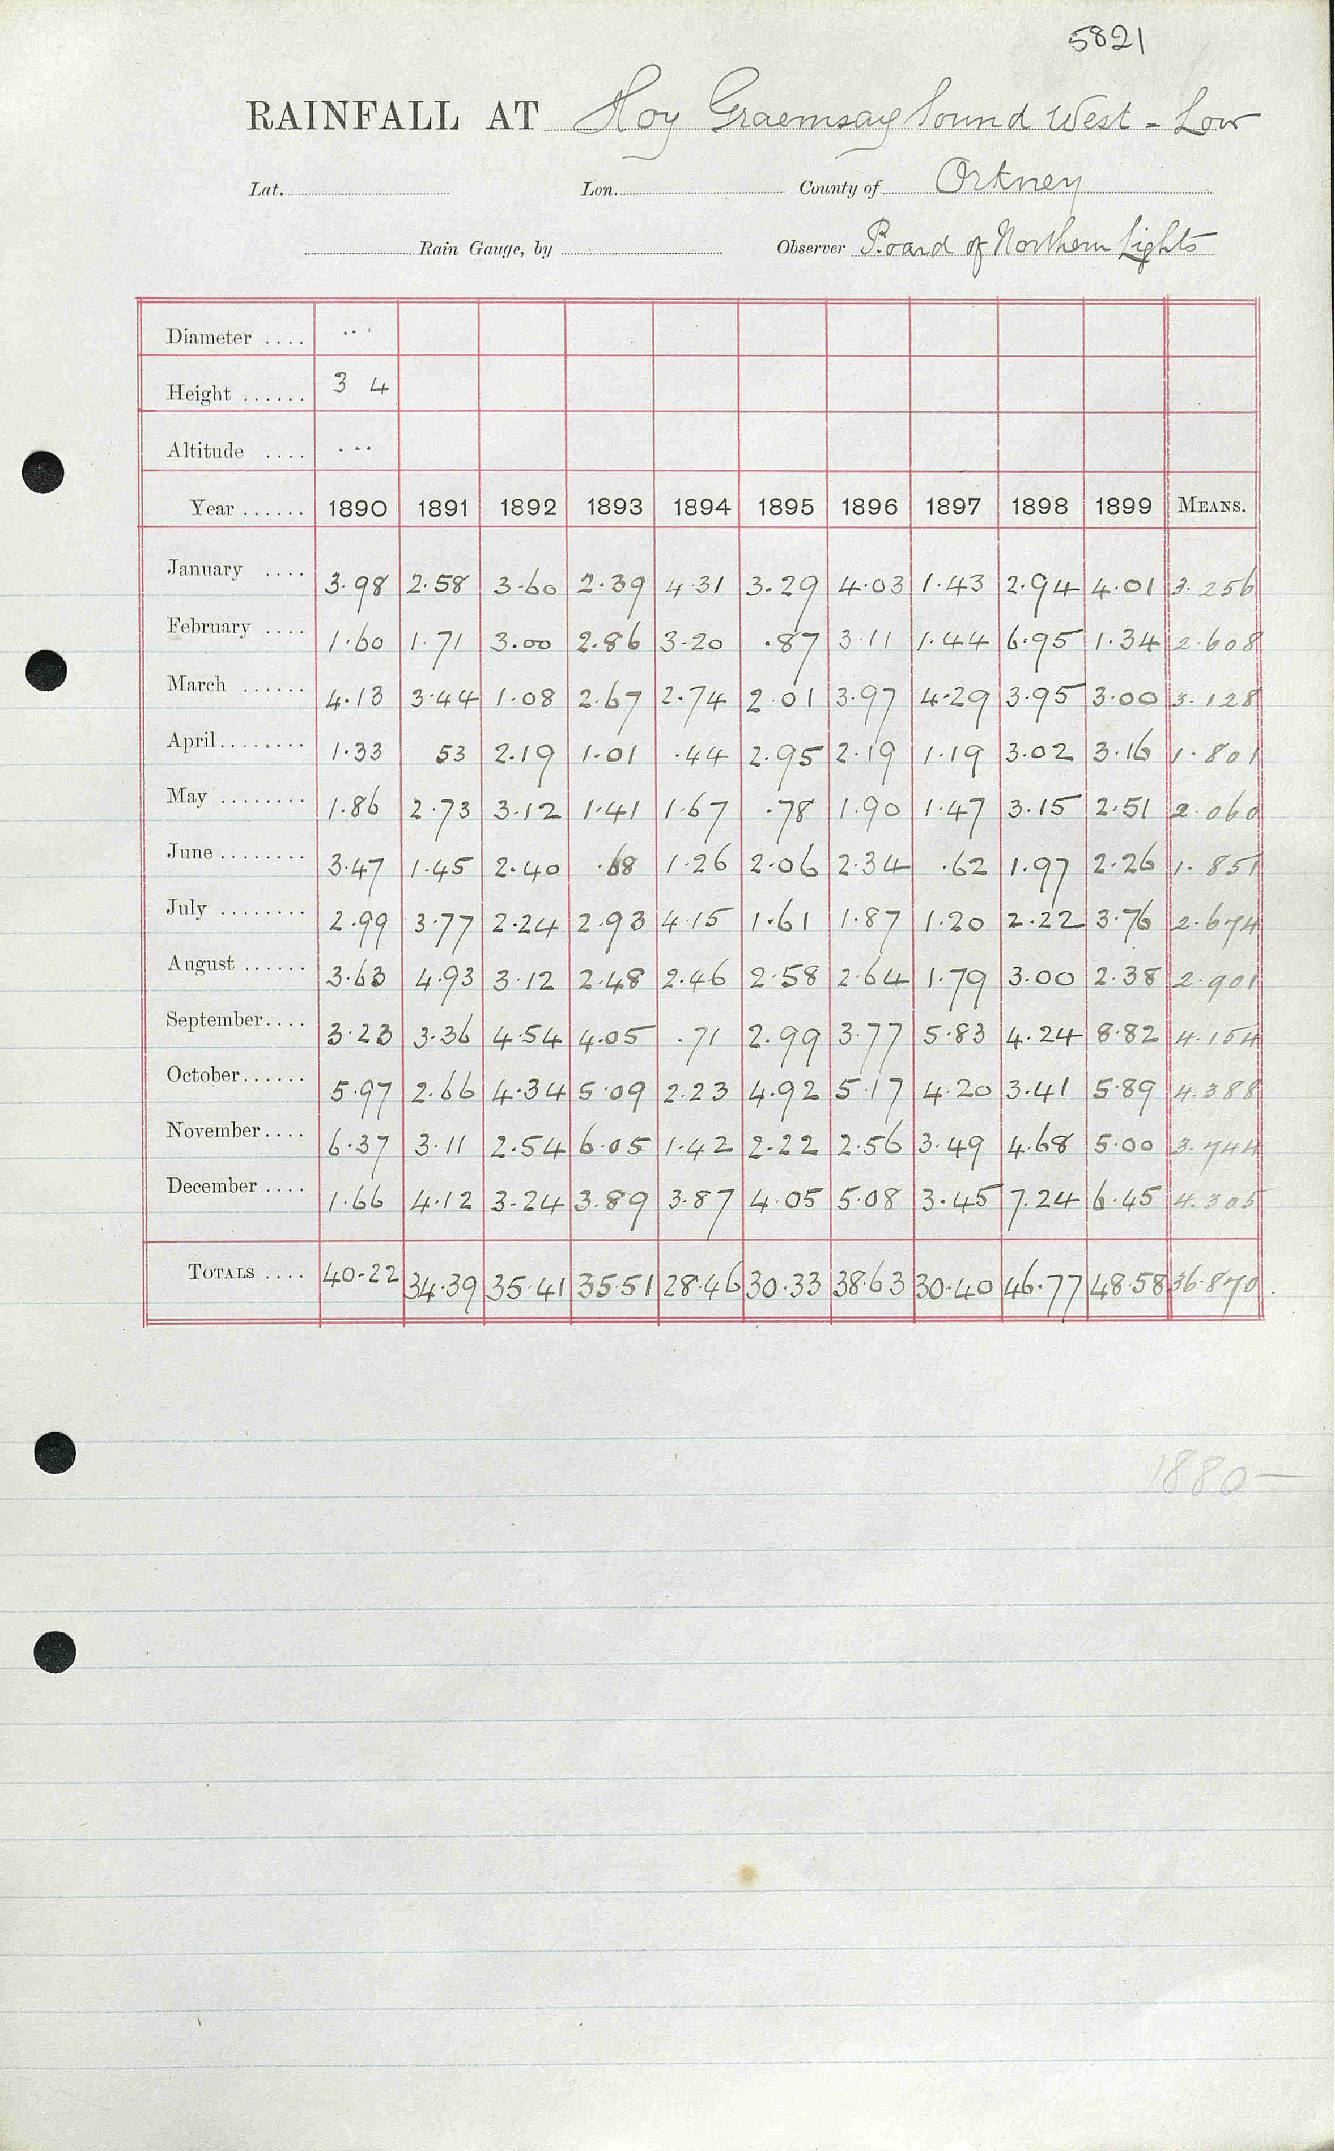 5821
RAINFALL AT Hoy Graemsay Sound West - Low
Lat. Lon. County of Orkney
Rain Gauge, by Observer Board of Northern Lights
Diameter .... ...
Height ...... 3 4
Altitude .... ...
Year ...... 1890 1891 1892 1893 1894 1895 1896 1897 1898 1899 MEANS.
January .... 3.98 2.58 3.60 2.39 4.31 3.29 4.03 1.43 2.94 4.01 3.256
February .... 1.60 1.71 3.00 2.86 3.20 .87 3.11 1.44 6.95 1.34 2.608
March ...... 4.13 3.44 1.08 2.67 2.74 2.01 3.97 4.29 3.95 3.00 3.128
April........ 1.33 53 2.19 1.01 .44 2.95 2.19 1.19 3.02 3.16 1.801
May ........ 1.86 2.73 3.12 1.41 1.67 .78 1.90 1.47 3.15 2.51 2.060
June ........ 3.47 1.45 2.40 .68 1.26 2.06 2.34 .62 1.97 2.26 1.851
July ........ 2.99 3.77 2.24 2.93 4.15 1.61 1.87 1.20 2.22 3.76 2.674
August ...... 3.63 4.93 3.12 2.48 2.46 2.58 2.64 1.79 3.00 2.38 2.901
September.... 3.23 3.36 4.54 4.05 .71 2.99 3.77 5.83 4.24 8.82 4.154
October...... 5.97 2.66 4.34 5.09 2.23 4.92 5.17 4.20 3.41 5.89 4.388
November.... 6.37 3.11 2.54 6.05 1.42 2.22 2.56 3.49 4.68 5.00 3.744
December .... 1.66 4.12 3.24 3.89 3.87 4.05 5.08 3.45 7.24 6.45 4.305
TOTALS .... 40.22 34.39 35.41 35.51 28.46 30.33 38.63 30.40 46.77 48.58 36.870
1880—